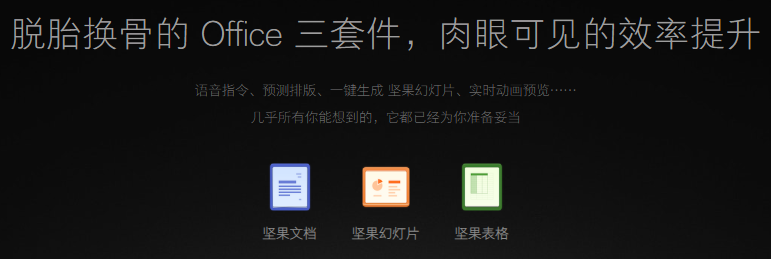 脱胎换骨的 Office 三套件，肉眼可见的效率提升
语音指令、预测排版、一键生成 坚果幻灯片、实时动画预览……
几乎所有你能想到的，它都已经为你准备妥当
坚果文档 坚果幻灯片 坚果表格